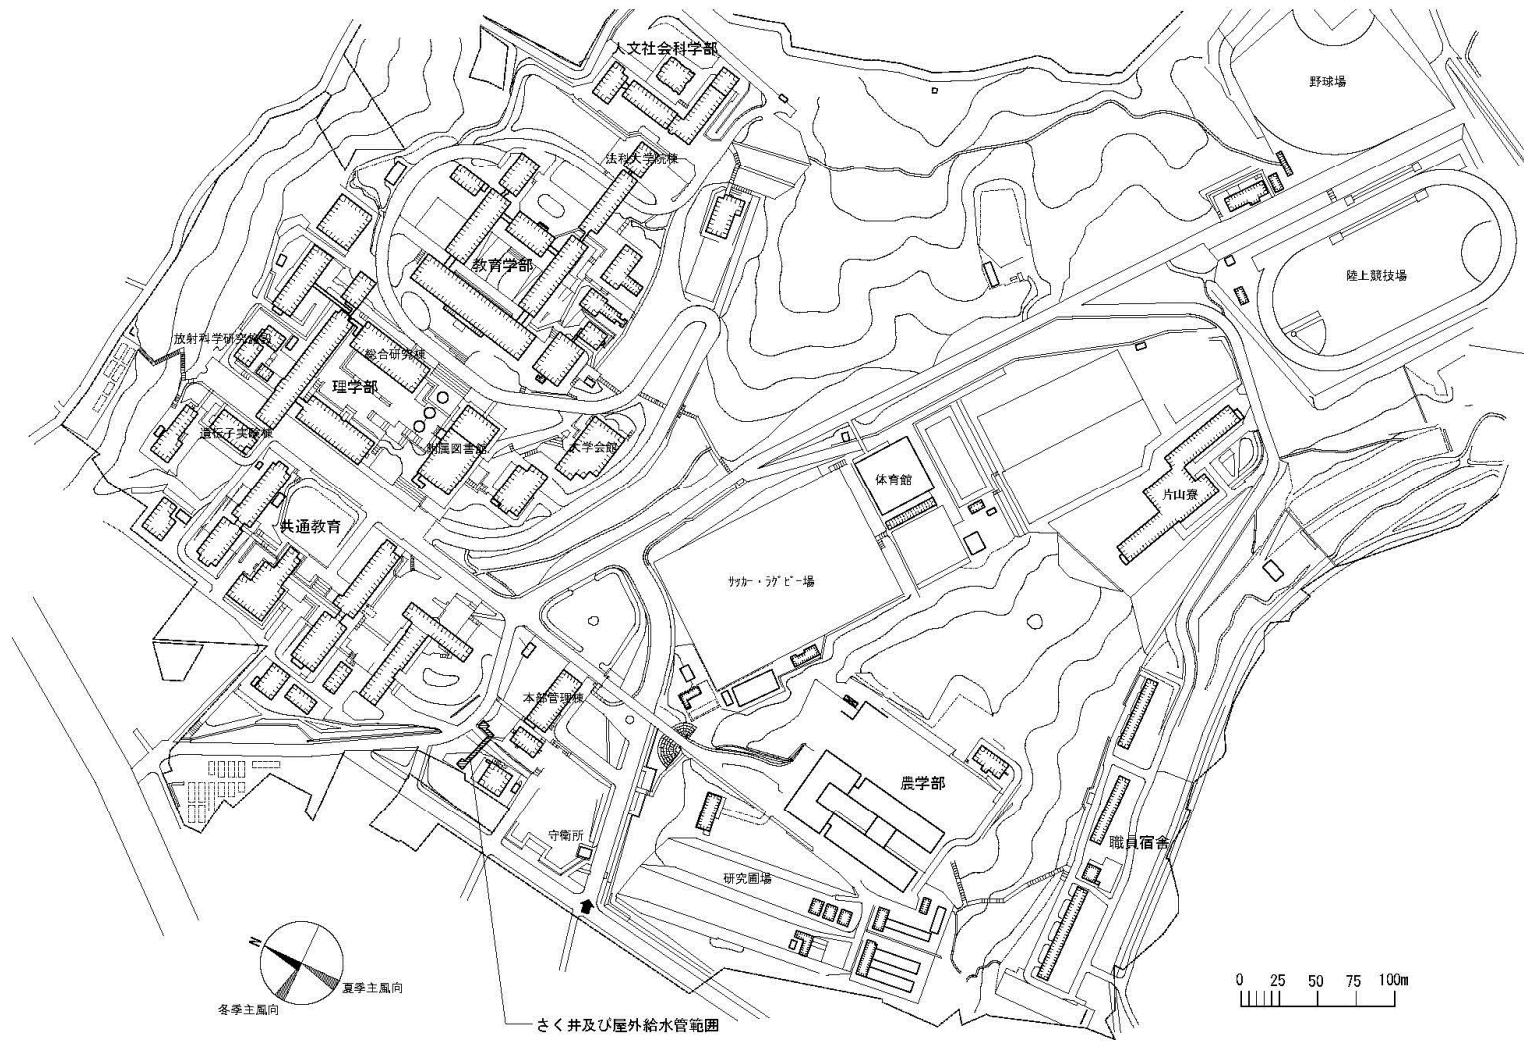 人文社会科学部
野球場
法科大学院棟
教育学部
陸上競技場
放射科学研究施設
総合研究棟
理学部
遺伝子実験棟
附属図書館
大学会館
体育館
片山寮
共通教育
サッカー・ラグビー場
本部管理棟
農学部
守衛所
職員宿舎
研究圃場
N
夏季主風向
冬季主風向
0 25 50 75 100m
さく井及び屋外給水管範囲